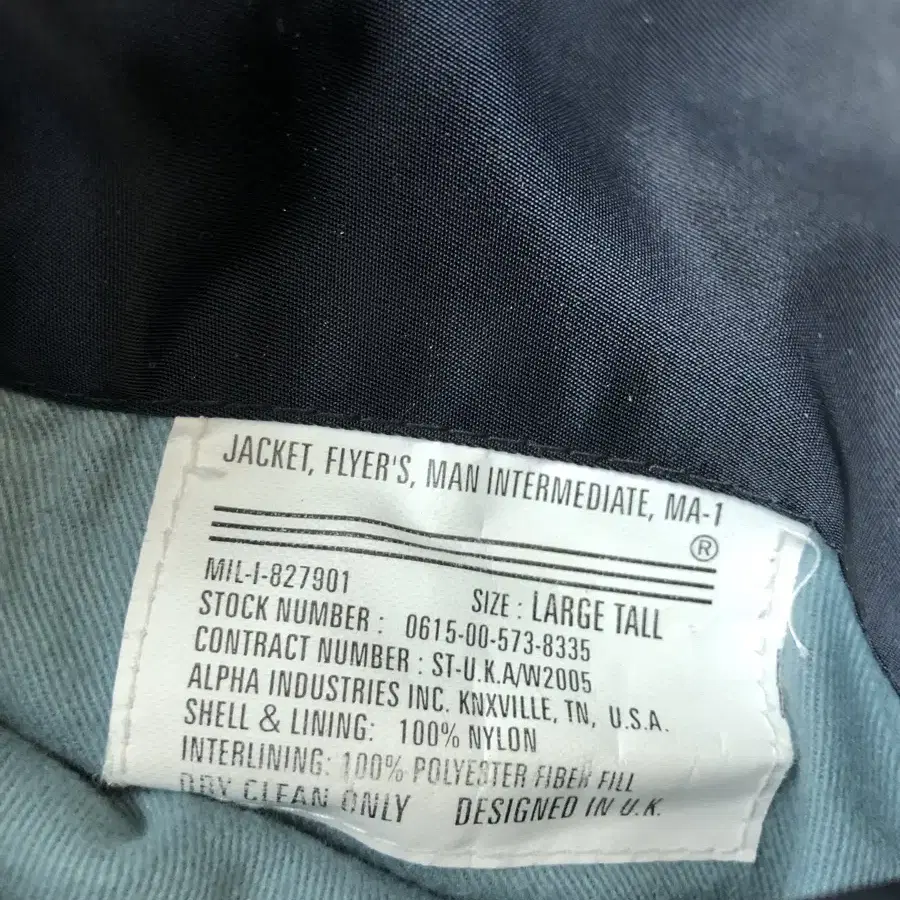 JACKET, FLYER'S, MAN INTERMEDIATE, MA-1
®
MIL-I-827901
SIZE : LARGE TALL
STOCK NUMBER : 0615-00-573-8335
CONTRACT NUMBER : ST-U.K.A/W2005
ALPHA INDUSTRIES INC. KNXVILLE, TN, U.S.A.
SHELL & LINING: 100% NYLON
INTERLINING: 100% POLYESTER FIBER FILL
DRY CLEAN ONLY DESIGNED IN U.K.